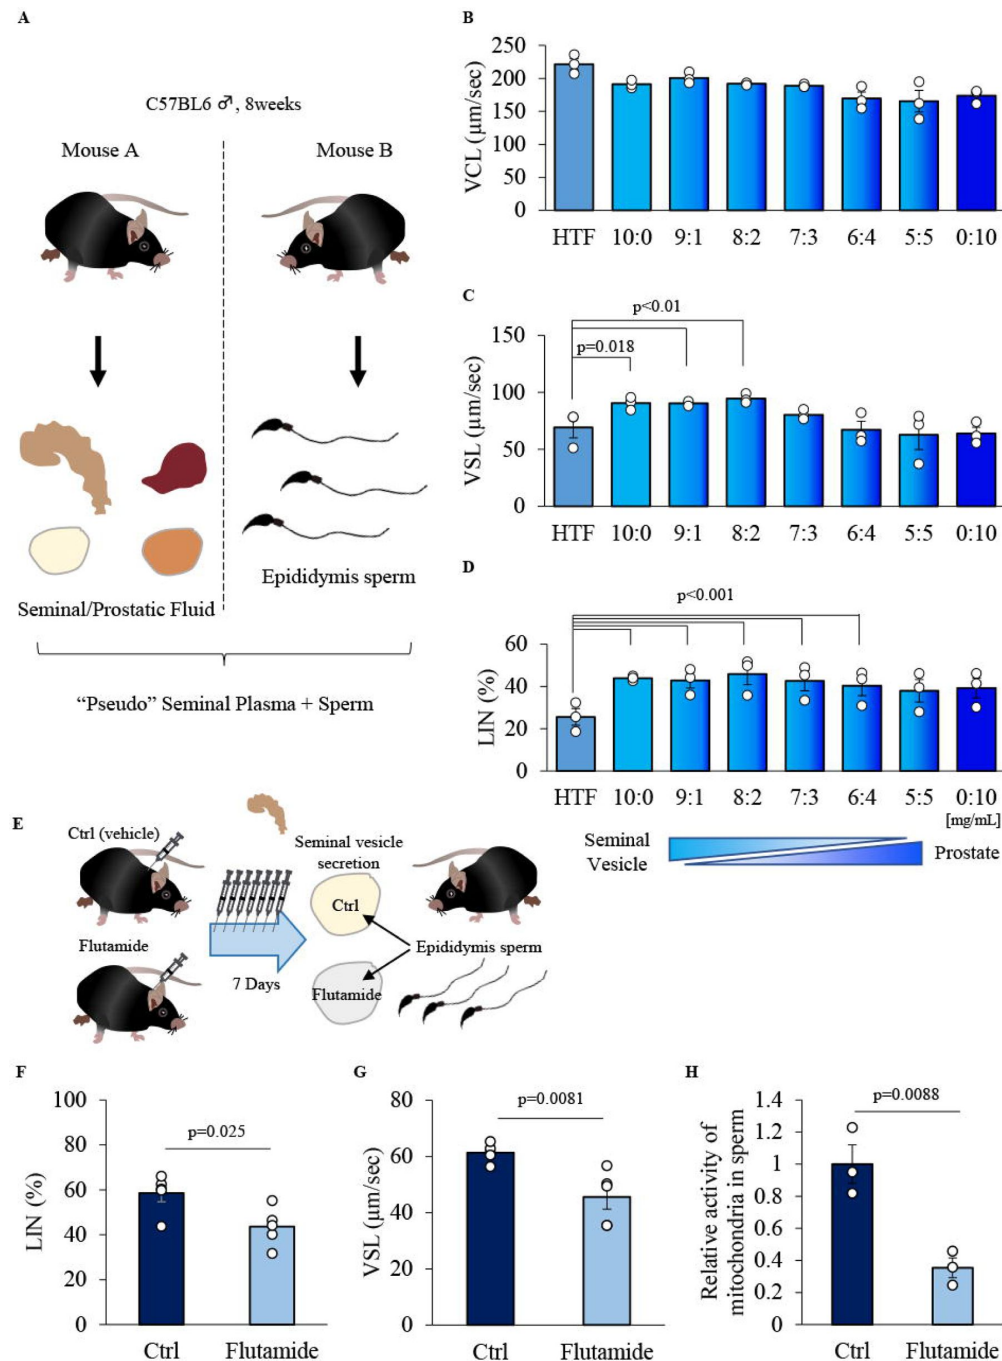 A
C57BL6 ♂, 8weeks
Mouse A
Mouse B
Seminal/Prostatic Fluid
Epididymis sperm
“Pseudo” Seminal Plasma + Sperm
B
VCL (μm/sec)
250
200
150
100
50
0
HTF 10:0 9:1 8:2 7:3 6:4 5:5 0:10
C
VSL (μm/sec)
p<0.01
p=0.018
150
100
50
0
HTF 10:0 9:1 8:2 7:3 6:4 5:5 0:10
D
LIN (%)
p<0.001
60
40
20
0
HTF 10:0 9:1 8:2 7:3 6:4 5:5 0:10
[mg/mL]
Seminal
Vesicle
Prostate
E
Ctrl (vehicle)
Flutamide
7 Days
Seminal vesicle
secretion
Ctrl
Flutamide
Epididymis sperm
F
LIN (%)
p=0.025
100
80
60
40
20
0
Ctrl Flutamide
G
VSL (μm/sec)
p=0.0081
80
60
40
20
0
Ctrl Flutamide
H
Relative activity of
mitochondria in sperm
p=0.0088
1.4
1.2
1
0.8
0.6
0.4
0.2
0
Ctrl Flutamide